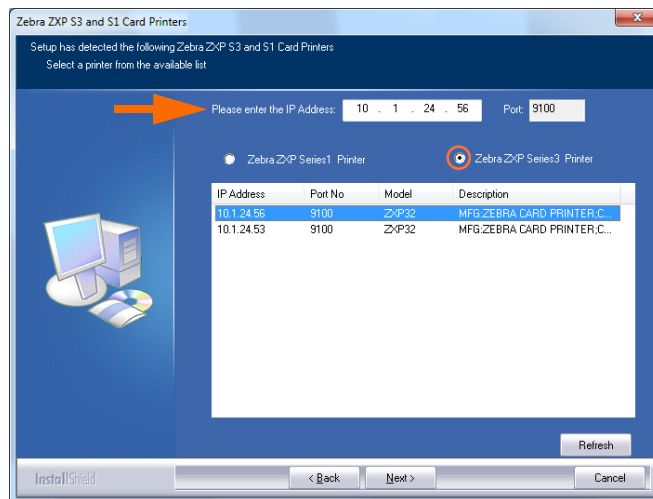 Zebra ZXP S3 and S1 Card Printers
Setup has detected the following Zebra ZXP S3 and S1 Card Printers
Select a printer from the available list
Please enter the IP Address: 10 . 1 . 24 . 56 Port: 9100
Zebra ZXP Series1 Printer Zebra ZXP Series3 Printer
IP Address Port No Model Description
10.1.24.56 9100 ZXP32 MFG:ZEBRA CARD PRINTER;C...
10.1.24.53 9100 ZXP32 MFG:ZEBRA CARD PRINTER;C...
Refresh
InstallShield < Back Next > Cancel